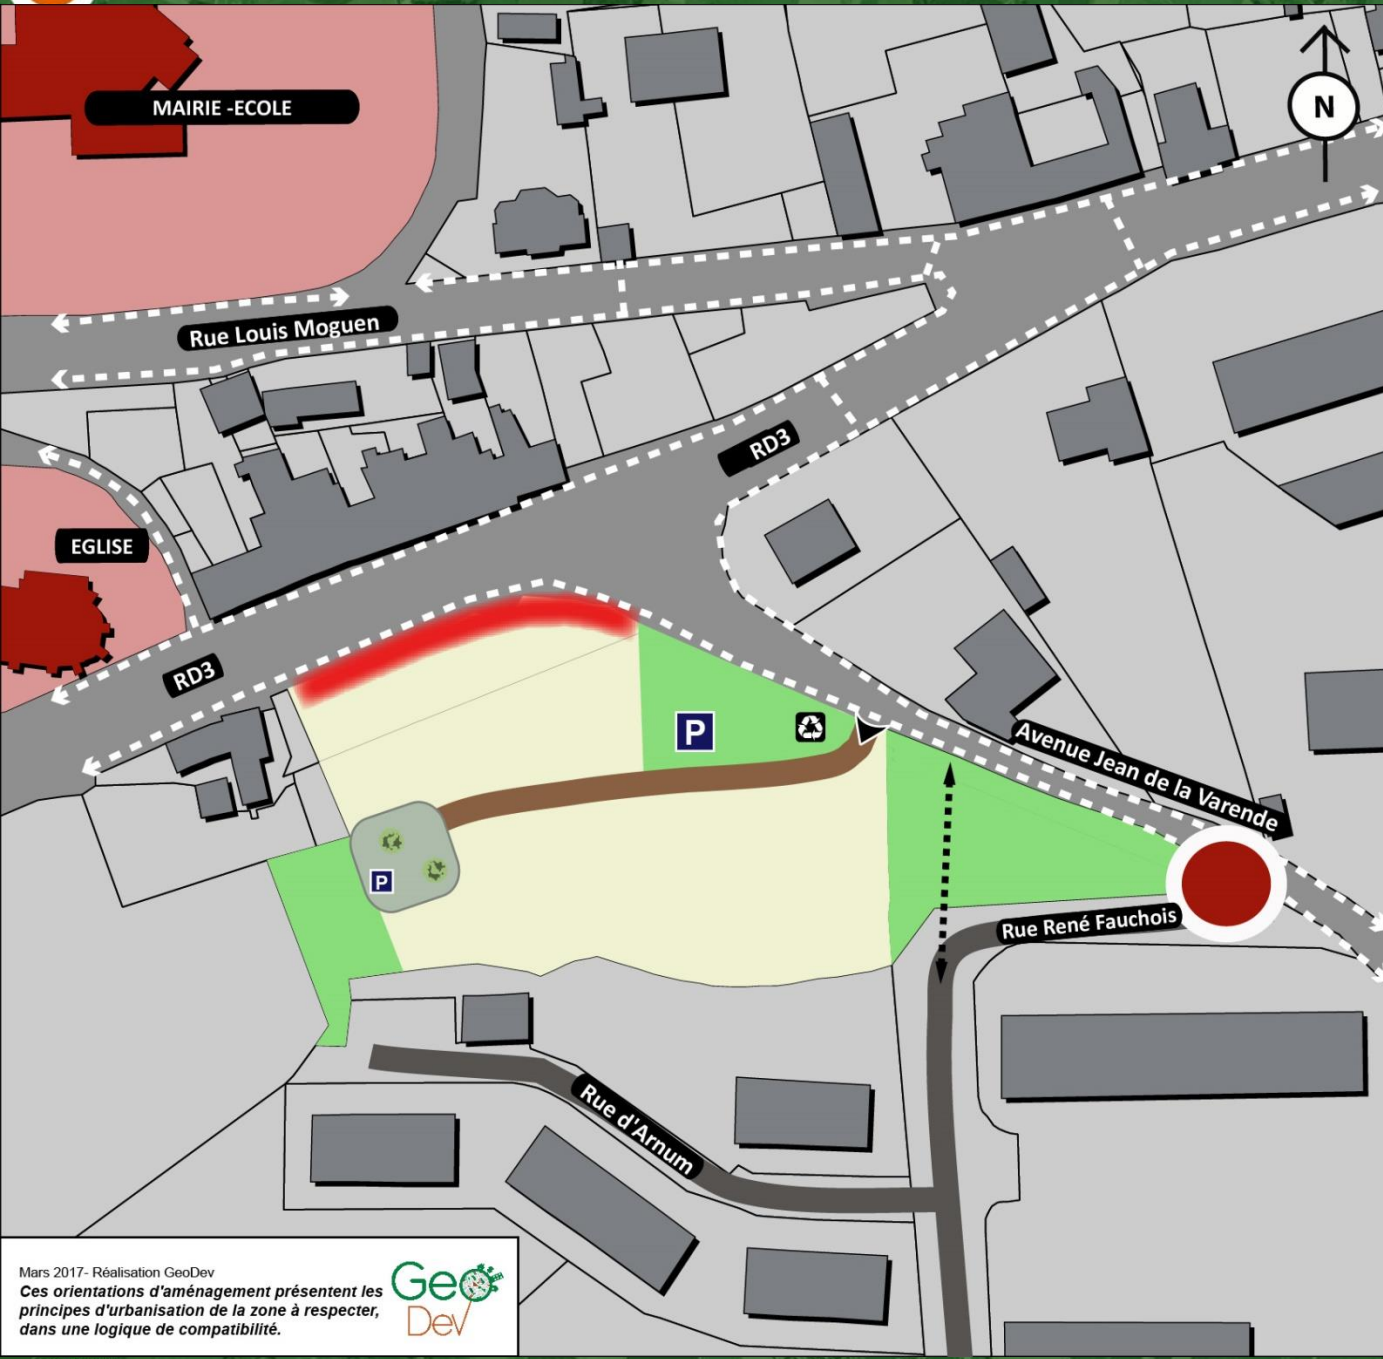 MAIRIE -ECOLE
N
Rue Louis Moguen
RD3
EGLISE
RD3
P
Avenue Jean de la Varende
P
Rue René Fauchois
Rue d'Arnum
Mars 2017- Réalisation GeoDev
Ces orientations d'aménagement présentent les
principes d'urbanisation de la zone à respecter,
dans une logique de compatibilité.
Geo
Dev